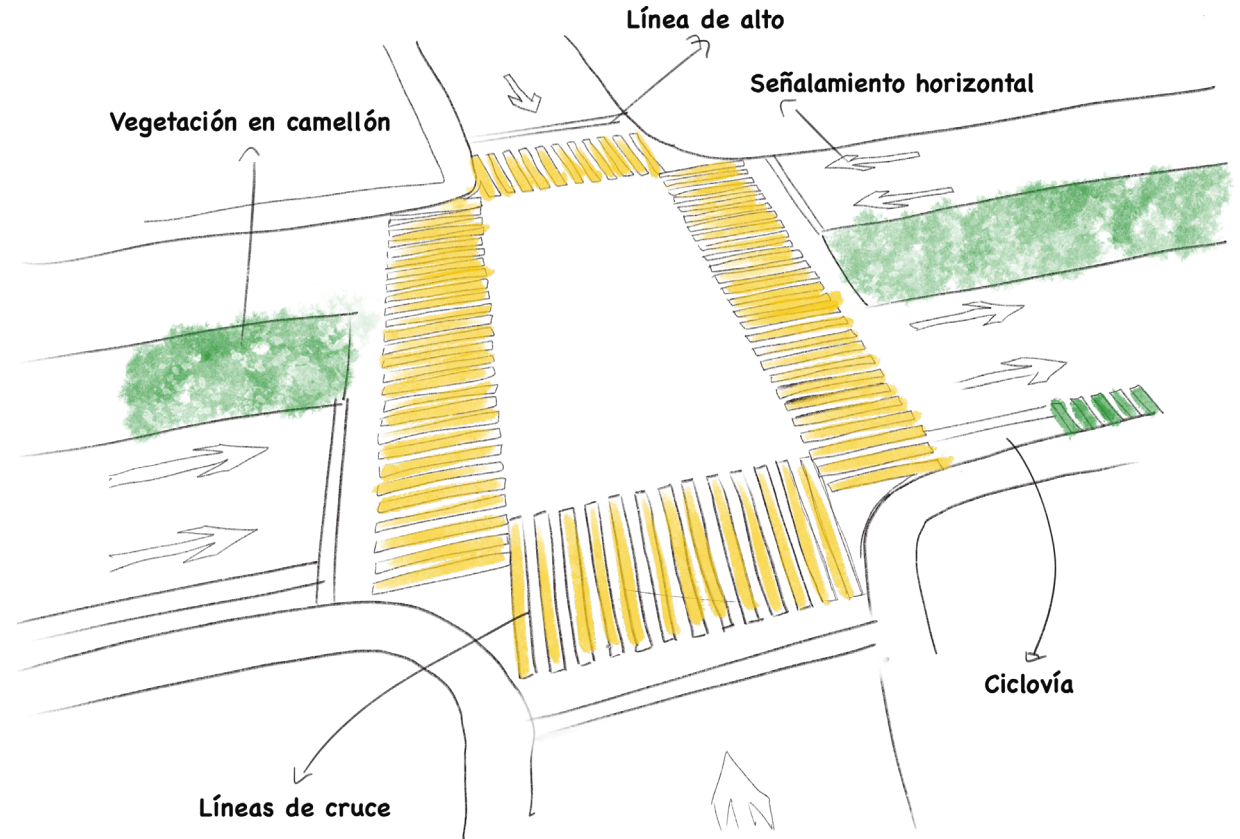 Línea de alto
Señalamiento horizontal
Vegetación en camellón
Ciclovía
Líneas de cruce